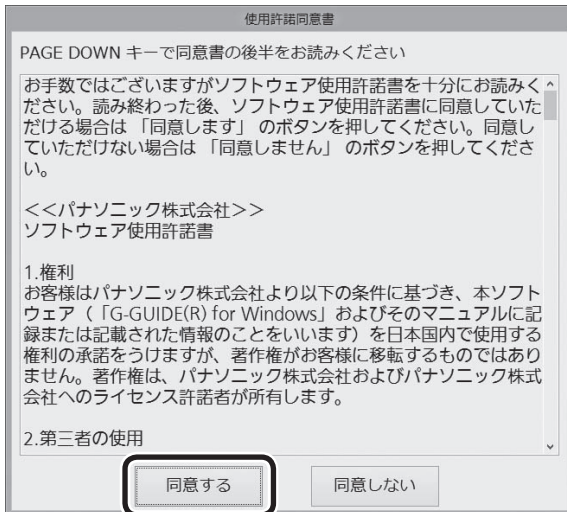 使用許諾同意書
PAGE DOWN キーで同意書の後半をお読みください
お手数ではございますがソフトウェア使用許諾書を十分にお読みく
ださい。読み終わった後、ソフトウェア使用許諾書に同意していた
だける場合は 「同意します」 のボタンを押してください。同意し
ていただけない場合は 「同意しません」 のボタンを押してくださ
い。
<<パナソニック株式会社>>
ソフトウェア使用許諾書
1.権利
お客様はパナソニック株式会社より以下の条件に基づき、本ソフト
ウェア（「G-GUIDE(R) for Windows」およびそのマニュアルに記
録または記載された情報のことをいいます）を日本国内で使用する
権利の承諾をうけますが、著作権がお客様に移転するものではあり
ません。著作権は、パナソニック株式会社およびパナソニック株式
会社へのライセンス許諾者が所有します。
2.第三者の使用
同意する 同意しない